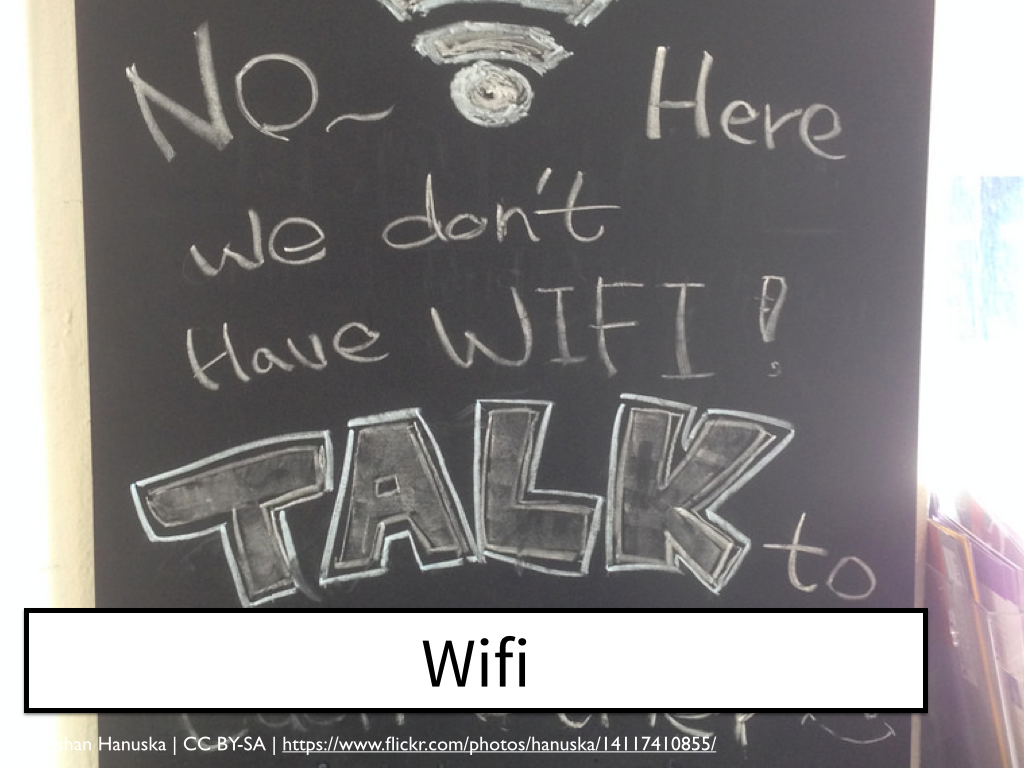 NO~ Here
we don't
Have WIFI!
TALK to
Wifi
Hanuska | CC BY-SA | https://www.flickr.com/photos/hanuska/14117410855/